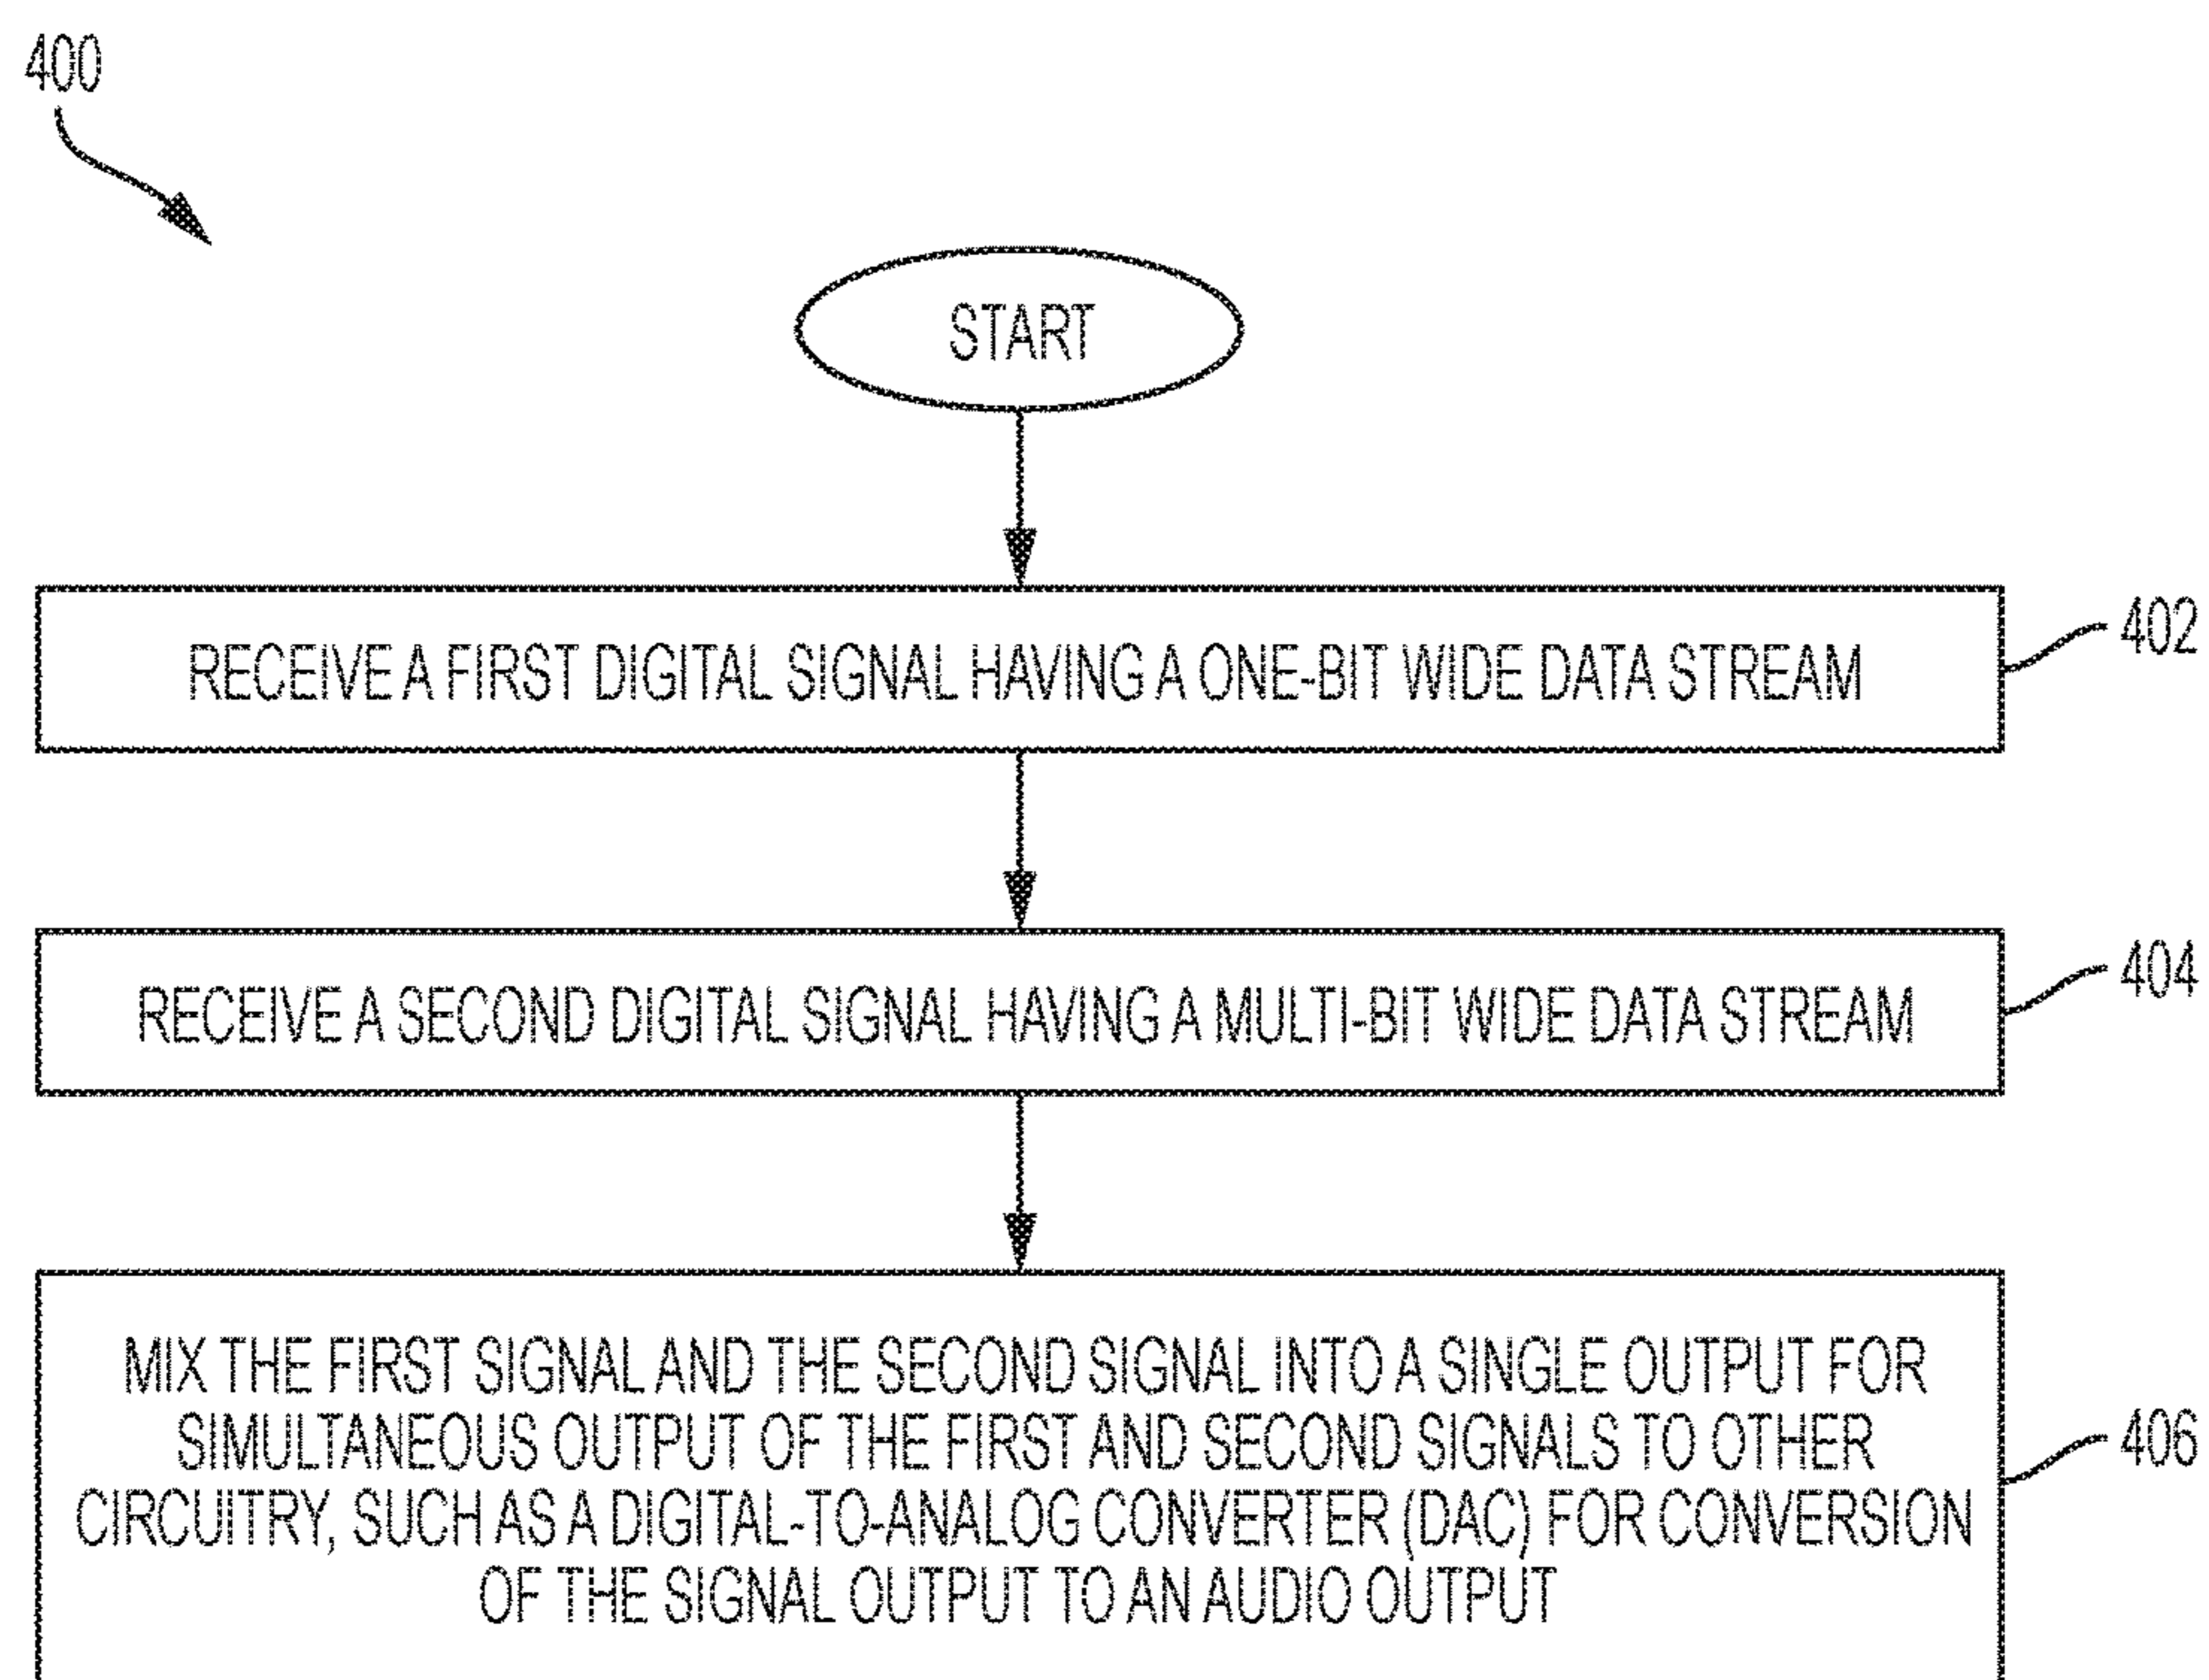 400
START
RECEIVE A FIRST DIGITAL SIGNAL HAVING A ONE-BIT WIDE DATA STREAM
402
RECEIVE A SECOND DIGITAL SIGNAL HAVING A MULTI-BIT WIDE DATA STREAM
404
MIX THE FIRST SIGNAL AND THE SECOND SIGNAL INTO A SINGLE OUTPUT FOR
SIMULTANEOUS OUTPUT OF THE FIRST AND SECOND SIGNALS TO OTHER
CIRCUITRY, SUCH AS A DIGITAL-TO-ANALOG CONVERTER (DAC) FOR CONVERSION
OF THE SIGNAL OUTPUT TO AN AUDIO OUTPUT
406